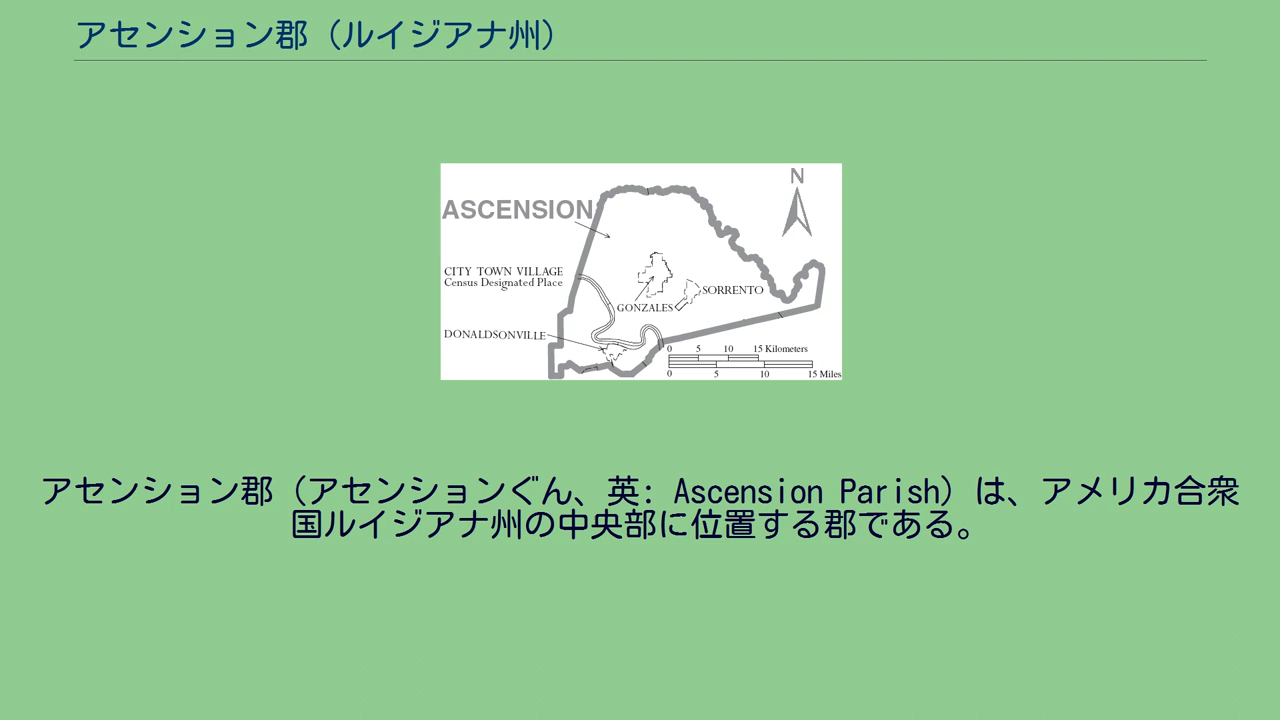 アセンション郡（ルイジアナ州）
N
ASCENSION
CITY TOWN VILLAGE
Census Designated Place
SORRENTO
GONZALES
DONALDSONVILLE
0 5 10 15 Kilometers
0 5 10 15 Miles
アセンション郡（アセンションぐん、英: Ascension Parish）は、アメリカ合衆
国ルイジアナ州の中央部に位置する郡である。